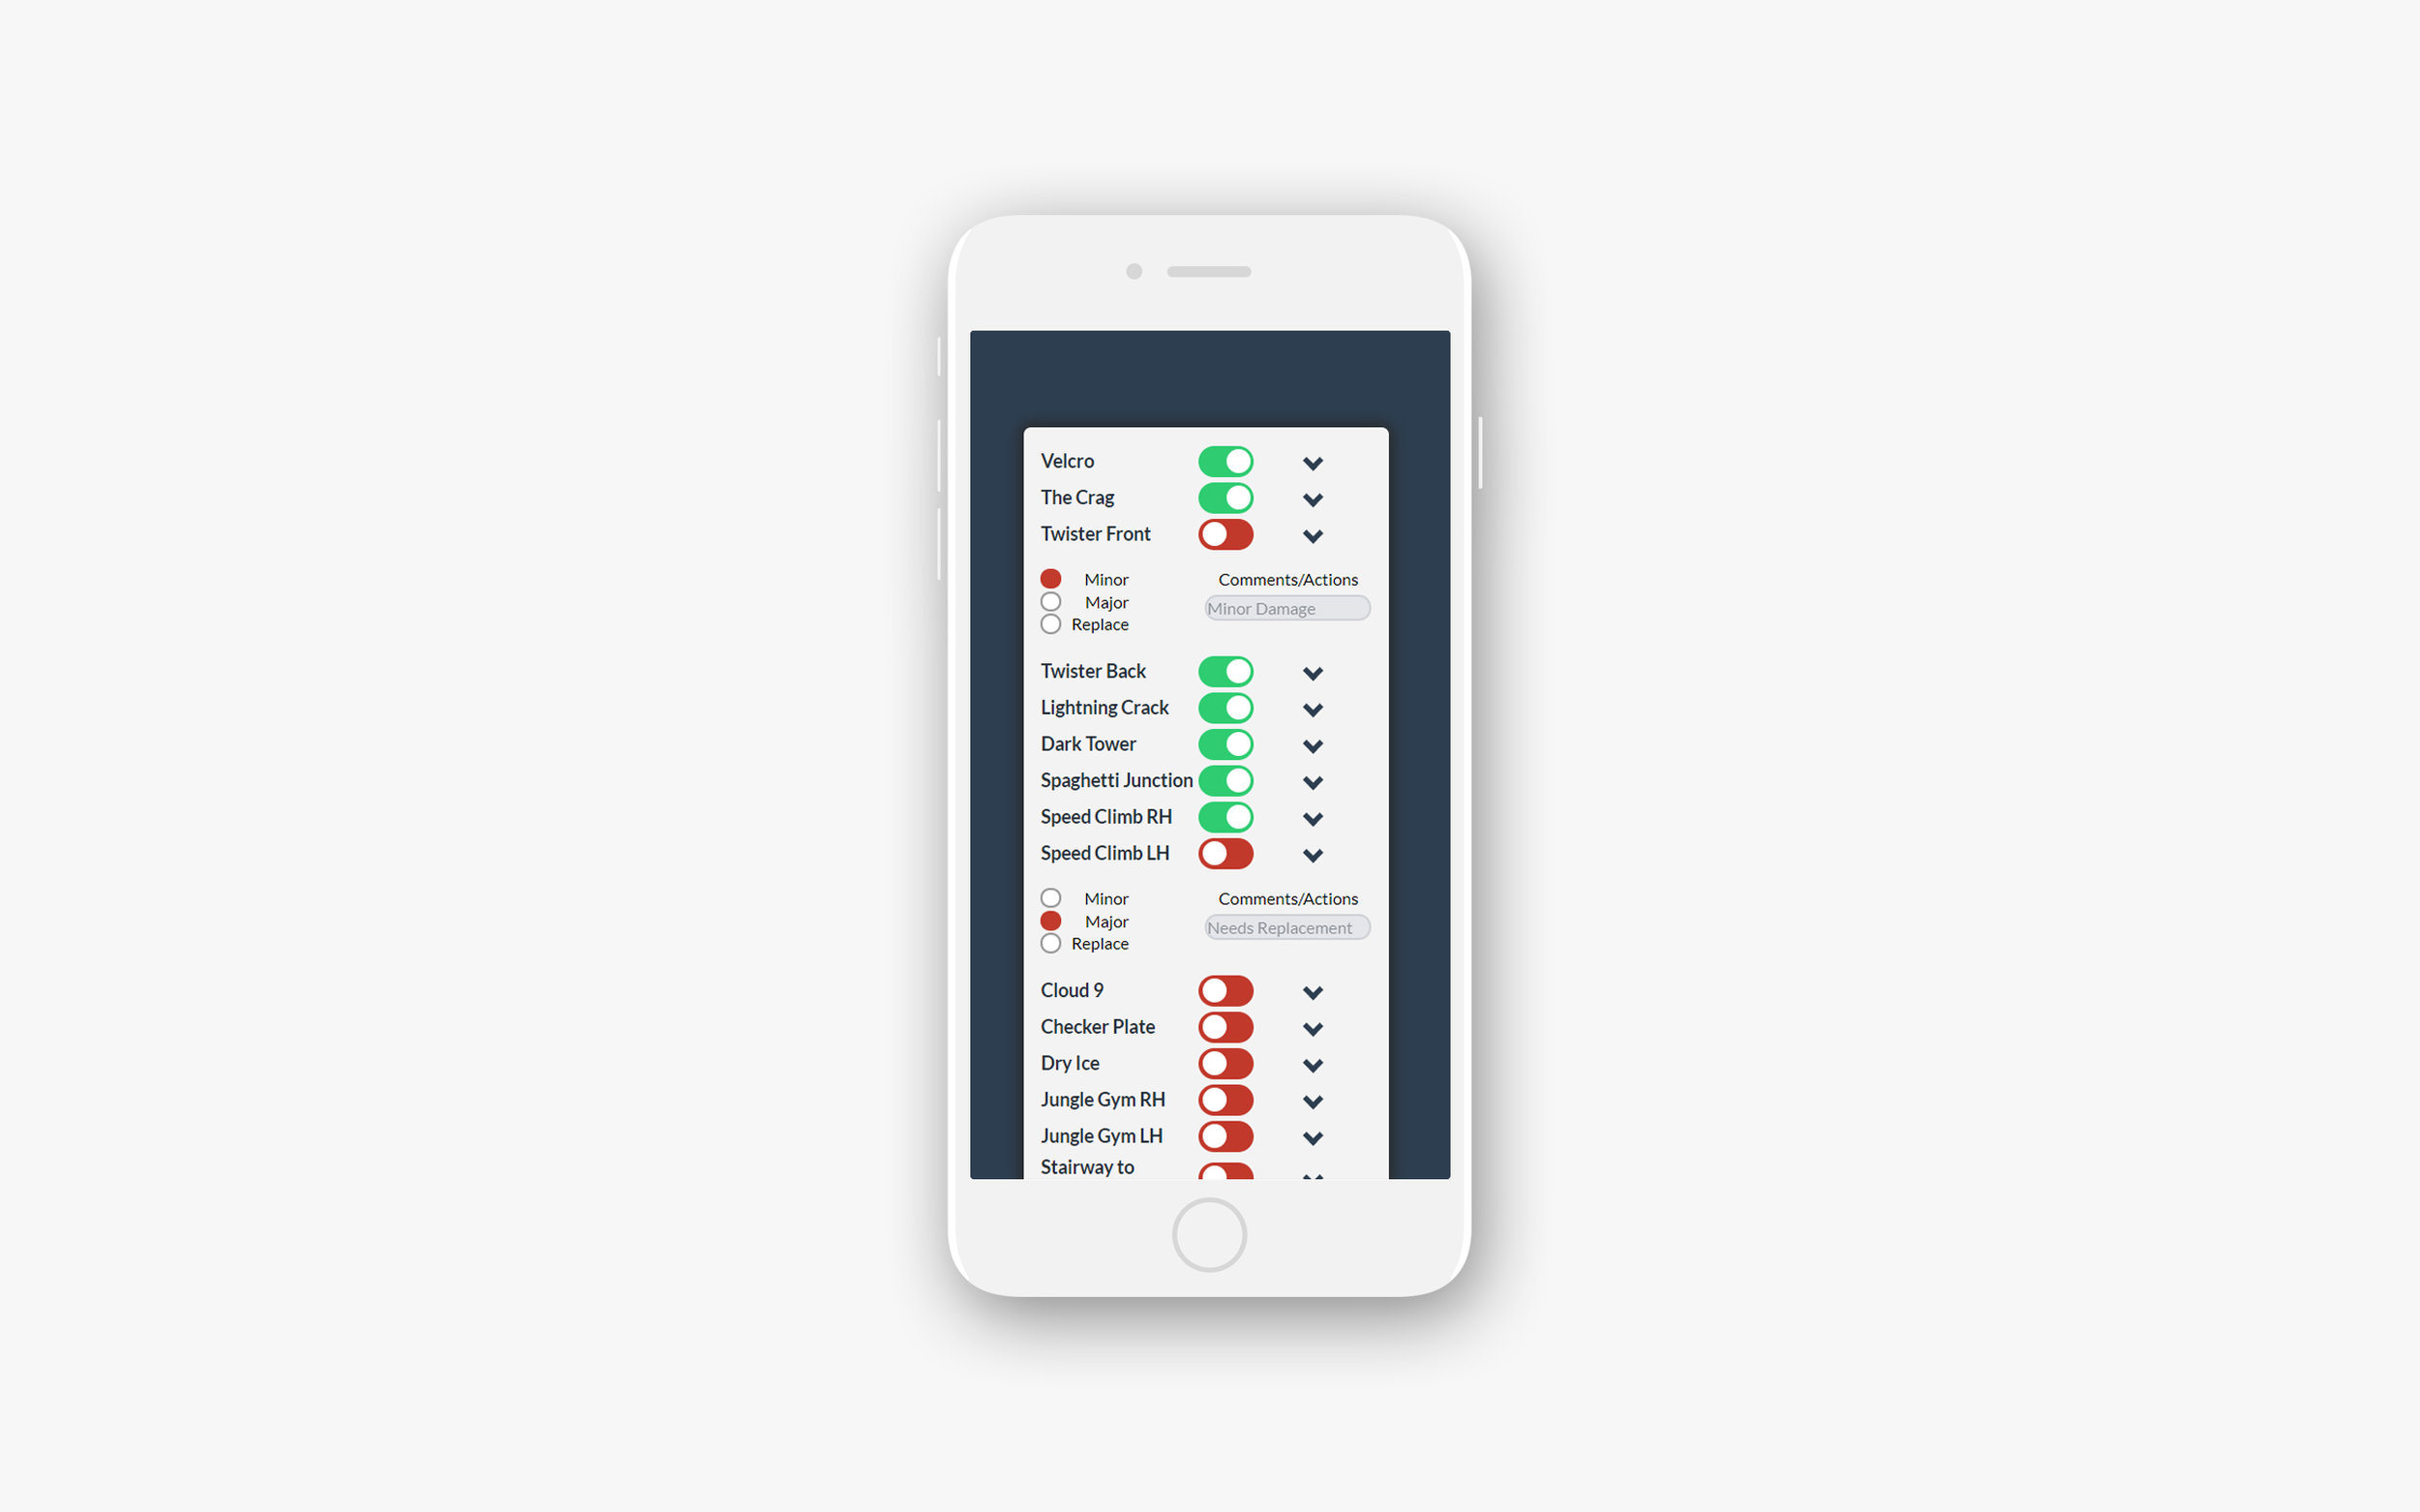 Velcro
The Crag
Twister Front
Minor
Comments/Actions
Major
Minor Damage
Replace
Twister Back
Lightning Crack
Dark Tower
Spaghetti Junction
Speed Climb RH
Speed Climb LH
Minor
Comments/Actions
Major
Needs Replacement
Replace
Cloud 9
Checker Plate
Dry Ice
Jungle Gym RH
Jungle Gym LH
Stairway to